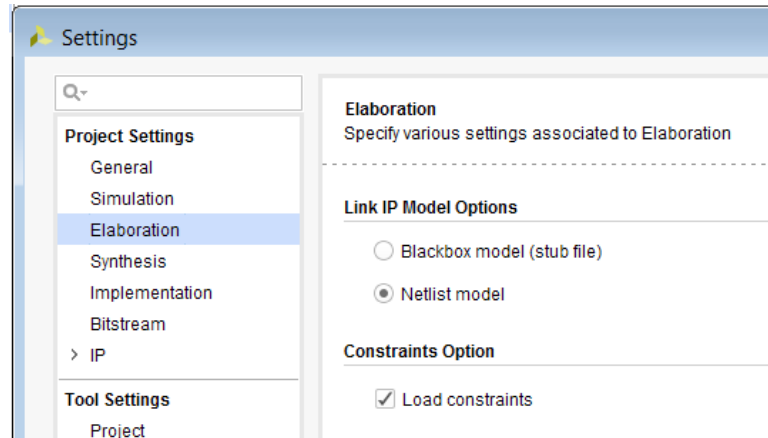 Settings
Project Settings
General
Simulation
Elaboration
Synthesis
Implementation
Bitstream
IP
Tool Settings
Project
Elaboration
Specify various settings associated to Elaboration
Link IP Model Options
Blackbox model (stub file)
Netlist model
Constraints Option
Load constraints